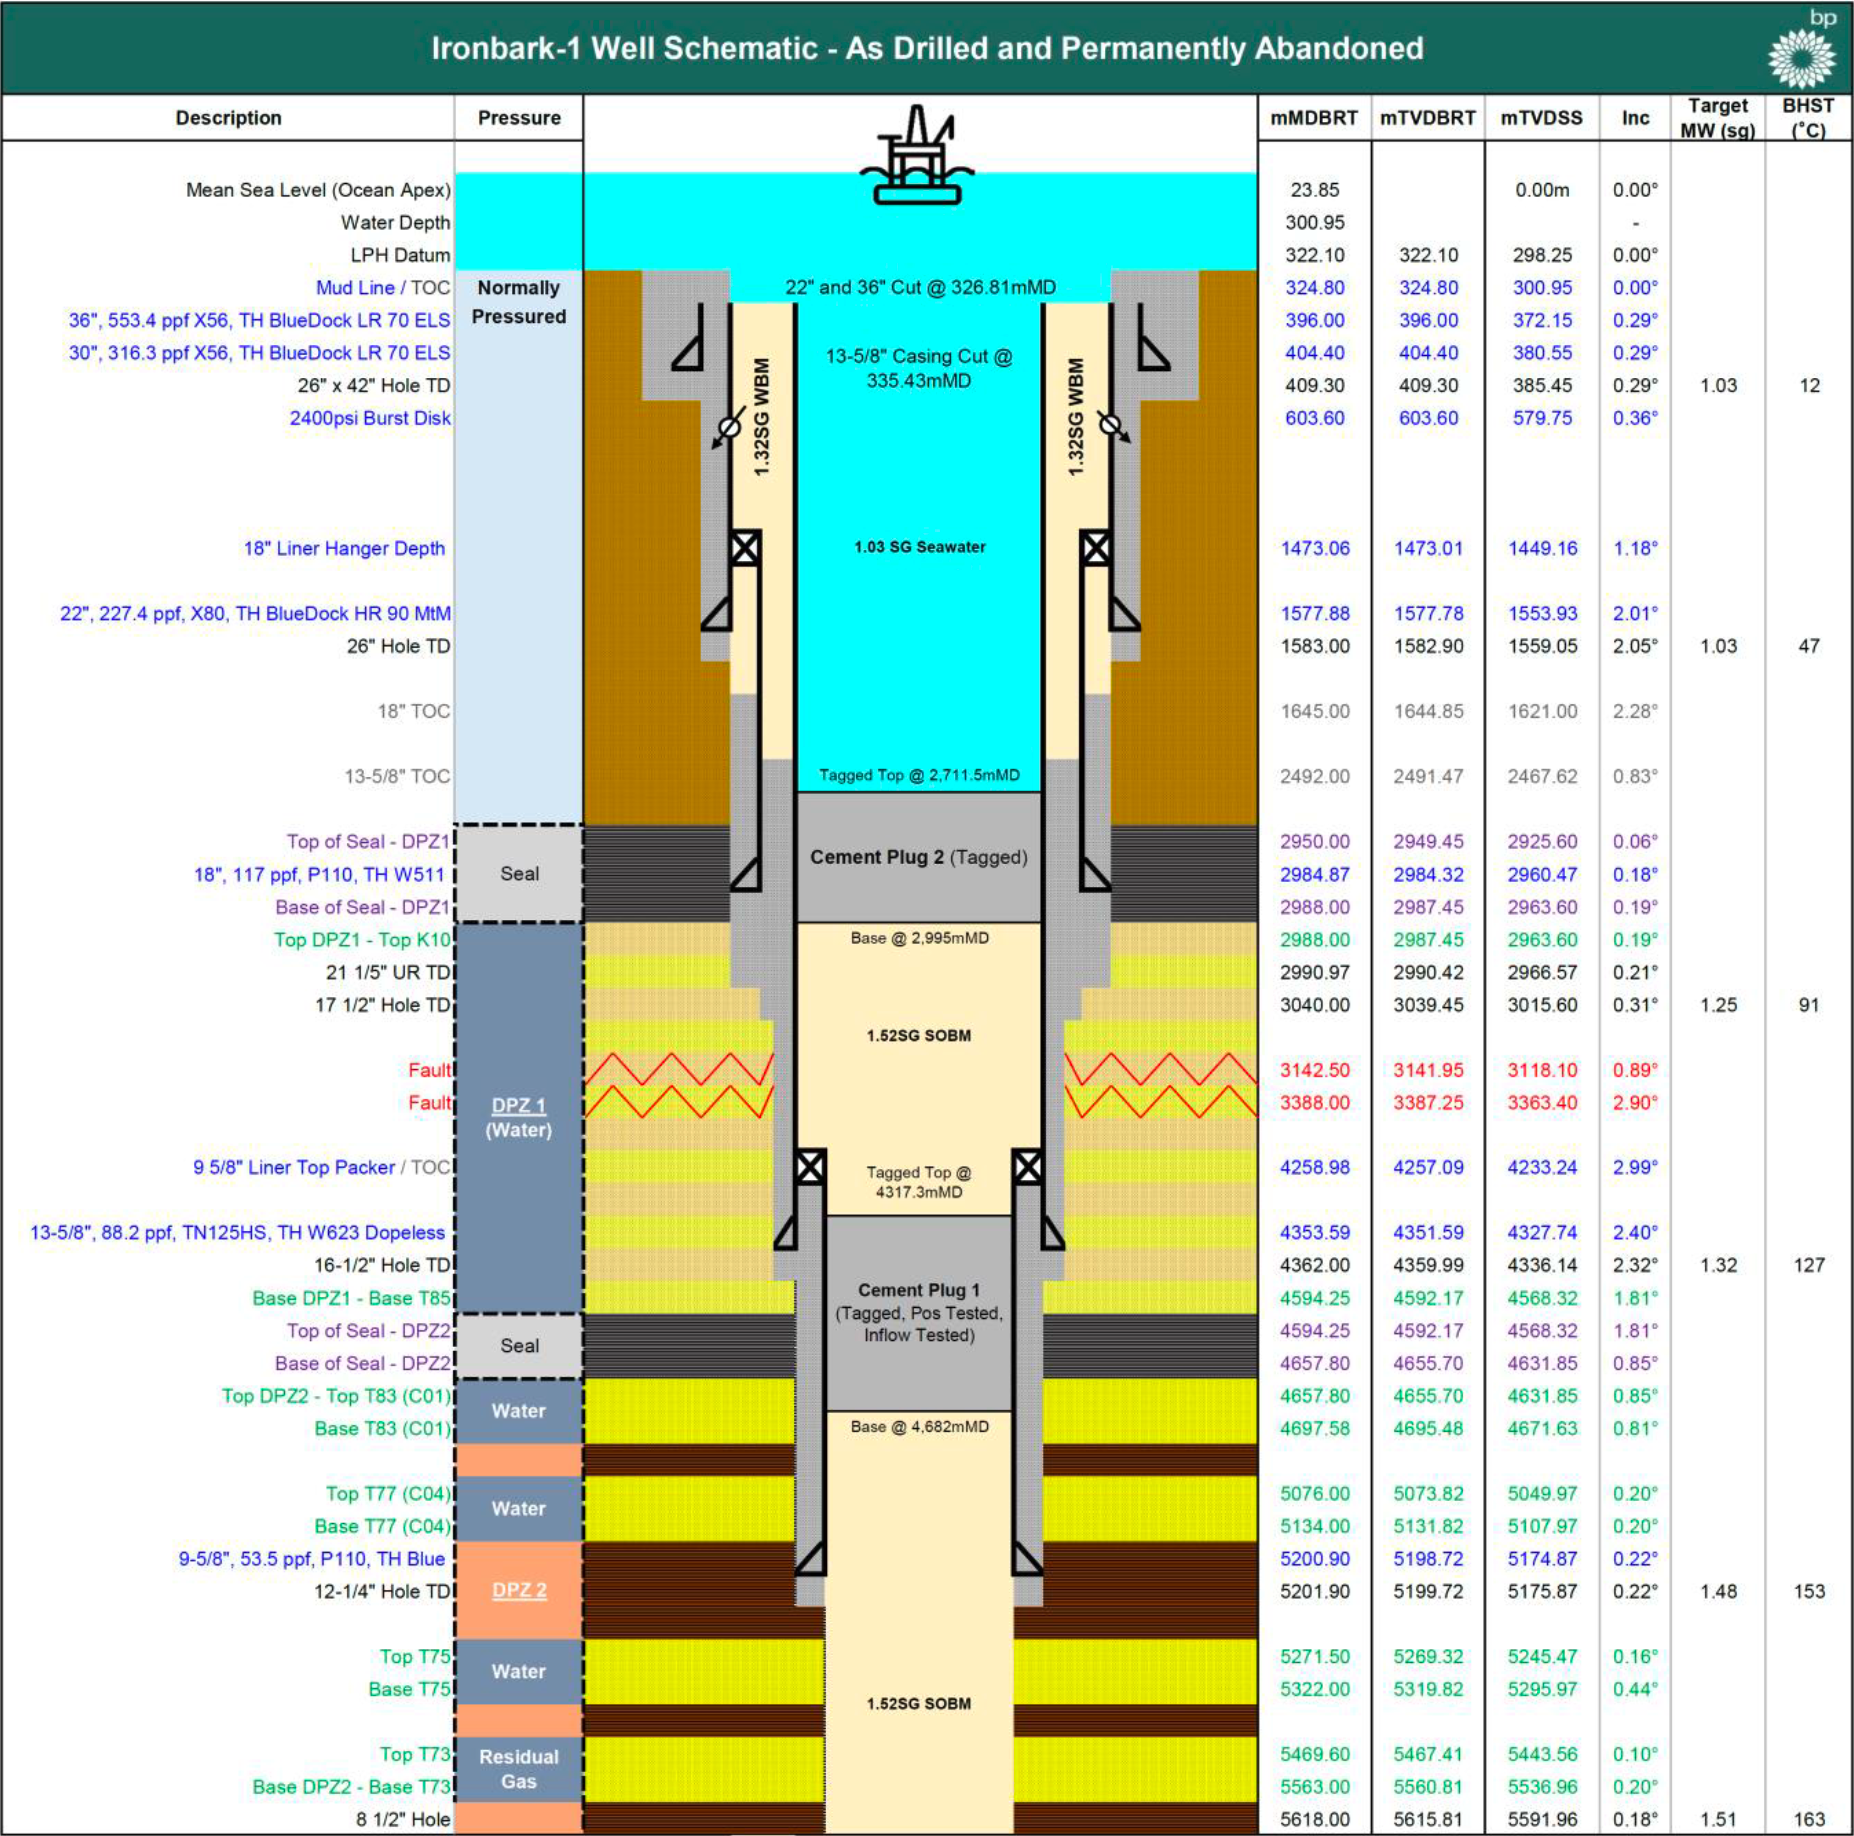 bp
Ironbark-1 Well Schematic - As Drilled and Permanently Abandoned
Description Pressure mMDBRT mTVDBRT mTVDSS Inc Target MW (sg) BHST (˚C)
Mean Sea Level (Ocean Apex) 23.85 0.00m 0.00°
Water Depth 300.95 -
LPH Datum 322.10 322.10 298.25 0.00°
Mud Line / TOC Normally 22" and 36" Cut @ 326.81mMD 324.80 324.80 300.95 0.00°
36", 553.4 ppf X56, TH BlueDock LR 70 ELS Pressured 396.00 396.00 372.15 0.29°
30", 316.3 ppf X56, TH BlueDock LR 70 ELS 13-5/8" Casing Cut @ 404.40 404.40 380.55 0.29°
335.43mMD
26" x 42" Hole TD 409.30 409.30 385.45 0.29° 1.03 12
2400psi Burst Disk 603.60 603.60 579.75 0.36°
1.32SG WBM 1.32SG WBM
18" Liner Hanger Depth 1.03 SG Seawater 1473.06 1473.01 1449.16 1.18°
22", 227.4 ppf, X80, TH BlueDock HR 90 MtM 1577.88 1577.78 1553.93 2.01°
26" Hole TD 1583.00 1582.90 1559.05 2.05° 1.03 47
18" TOC 1645.00 1644.85 1621.00 2.28°
13-5/8" TOC Tagged Top @ 2,711.5mMD 2492.00 2491.47 2467.62 0.83°
Top of Seal - DPZ1 2950.00 2949.45 2925.60 0.06°
Cement Plug 2 (Tagged)
18", 117 ppf, P110, TH W511 Seal 2984.87 2984.32 2960.47 0.18°
Base of Seal - DPZ1 2988.00 2987.45 2963.60 0.19°
Top DPZ1 - Top K10 Base @ 2,995mMD 2988.00 2987.45 2963.60 0.19°
21 1/5" UR TD 2990.97 2990.42 2966.57 0.21°
17 1/2" Hole TD 3040.00 3039.45 3015.60 0.31° 1.25 91
1.52SG SOBM
Fault 3142.50 3141.95 3118.10 0.89°
Fault DPZ 1 3388.00 3387.25 3363.40 2.90°
(Water)
9 5/8" Liner Top Packer / TOC Tagged Top @ 4258.98 4257.09 4233.24 2.99°
4317.3mMD
13-5/8", 88.2 ppf, TN125HS, TH W623 Dopeless 4353.59 4351.59 4327.74 2.40°
16-1/2" Hole TD 4362.00 4359.99 4336.14 2.32° 1.32 127
Base DPZ1 - Base T85 Cement Plug 1 4594.25 4592.17 4568.32 1.81°
(Tagged, Pos Tested,
Top of Seal - DPZ2 Inflow Tested) 4594.25 4592.17 4568.32 1.81°
Seal
Base of Seal - DPZ2 4657.80 4655.70 4631.85 0.85°
Top DPZ2 - Top T83 (C01) 4657.80 4655.70 4631.85 0.85°
Water
Base T83 (C01) Base @ 4,682mMD 4697.58 4695.48 4671.63 0.81°
Top T77 (C04) 5076.00 5073.82 5049.97 0.20°
Water
Base T77 (C04) 5134.00 5131.82 5107.97 0.20°
9-5/8", 53.5 ppf, P110, TH Blue 5200.90 5198.72 5174.87 0.22°
12-1/4" Hole TD DPZ 2 5201.90 5199.72 5175.87 0.22° 1.48 153
Top T75 5271.50 5269.32 5245.47 0.16°
Water
Base T75 5322.00 5319.82 5295.97 0.44°
1.52SG SOBM
Top T73 Residual 5469.60 5467.41 5443.56 0.10°
Base DPZ2 - Base T73 Gas 5563.00 5560.81 5536.96 0.20°
8 1/2" Hole 5618.00 5615.81 5591.96 0.18° 1.51 163